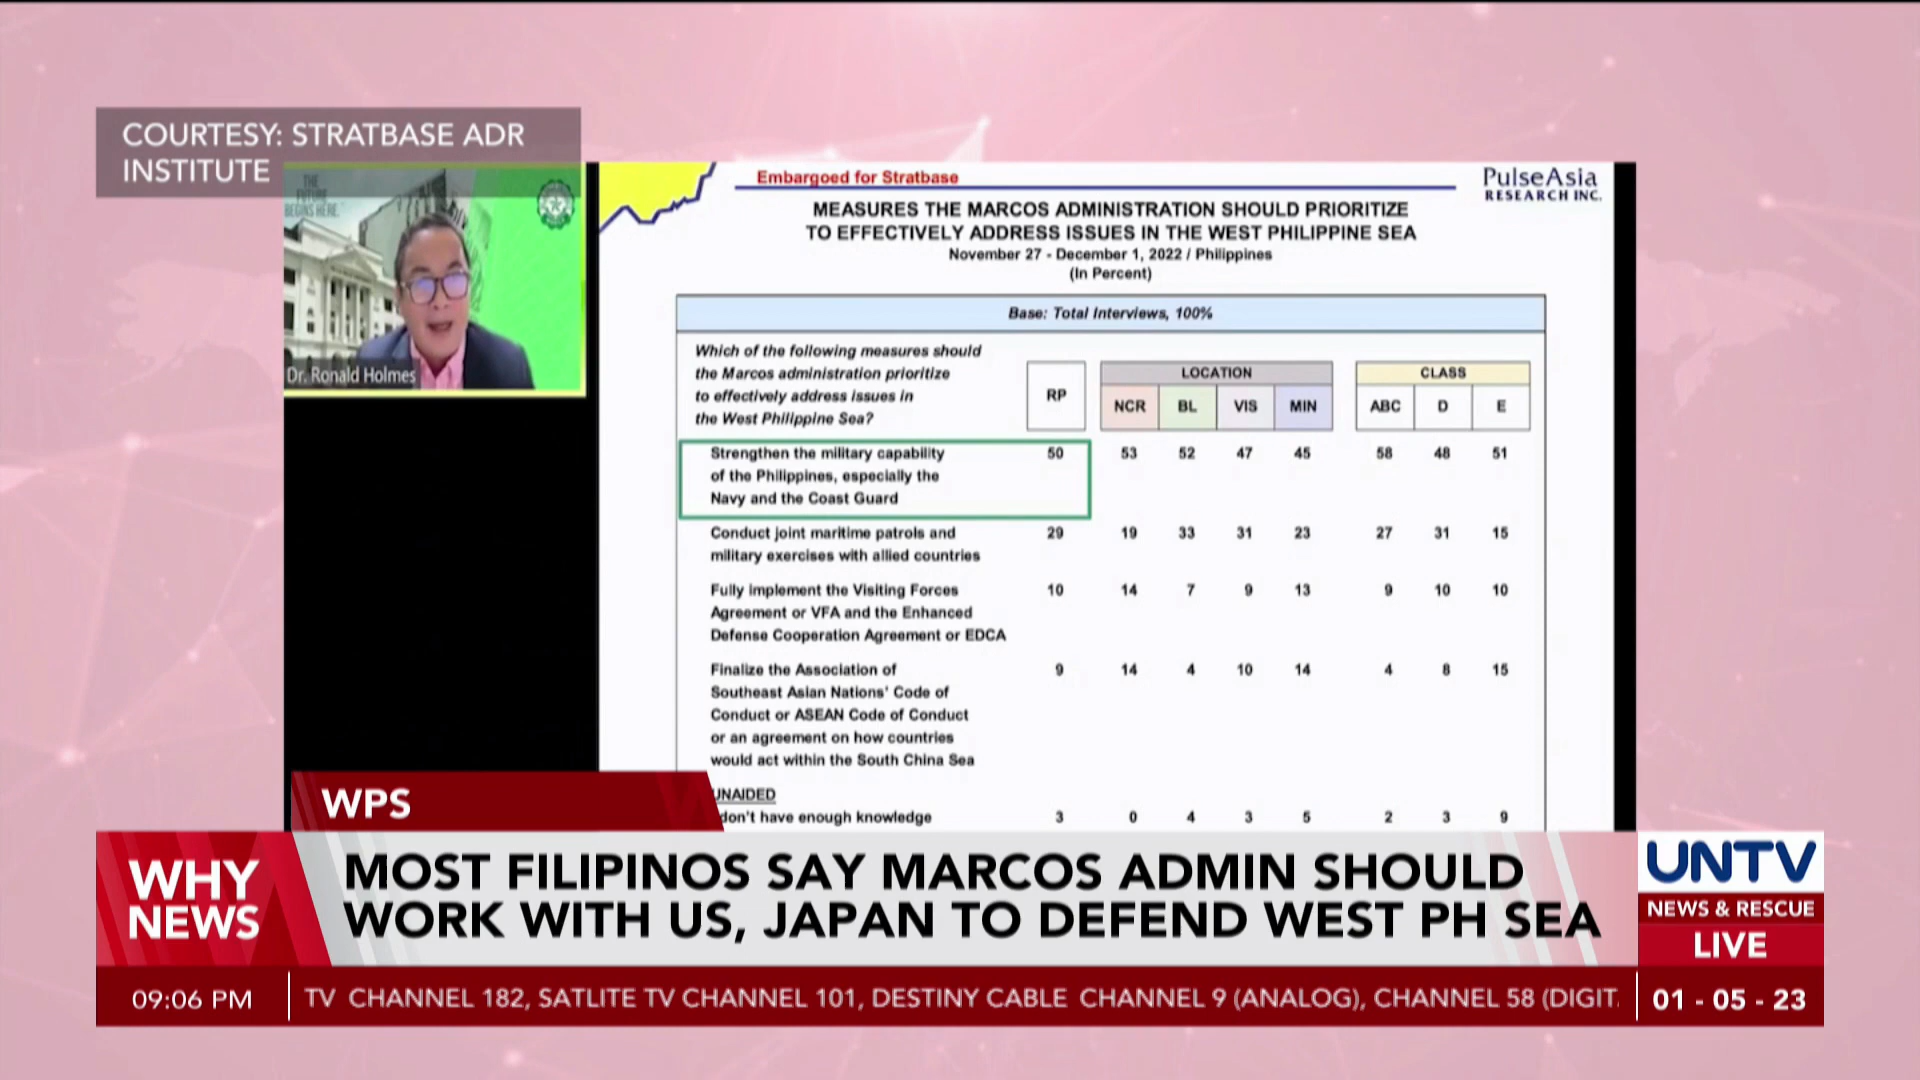 COURTESY: STRATBASE ADR
INSTITUTE
THE
FUTURE
BEGINS HERE.
Dr. Ronald Holmes
Embargoed for Stratbase
PulseAsia
RESEARCH INC.
MEASURES THE MARCOS ADMINISTRATION SHOULD PRIORITIZE
TO EFFECTIVELY ADDRESS ISSUES IN THE WEST PHILIPPINE SEA
November 27 - December 1, 2022 / Philippines
(In Percent)
Base: Total Interviews, 100%
Which of the following measures should
the Marcos administration prioritize
to effectively address issues in
the West Philippine Sea?
RP
LOCATION
CLASS
NCR BL VIS MIN ABC D E
Strengthen the military capability 50 53 52 47 45 58 48 51
of the Philippines, especially the
Navy and the Coast Guard
Conduct joint maritime patrols and 29 19 33 31 23 27 31 15
military exercises with allied countries
Fully implement the Visiting Forces 10 14 7 9 13 9 10 10
Agreement or VFA and the Enhanced
Defense Cooperation Agreement or EDCA
Finalize the Association of 9 14 4 10 14 4 8 15
Southeast Asian Nations' Code of
Conduct or ASEAN Code of Conduct
or an agreement on how countries
would act within the South China Sea
UNAIDED
don't have enough knowledge 3 0 4 3 5 2 3 9
WPS
WHY
NEWS
MOST FILIPINOS SAY MARCOS ADMIN SHOULD
WORK WITH US, JAPAN TO DEFEND WEST PH SEA
UNTV
NEWS & RESCUE
LIVE
09:06 PM
TV CHANNEL 182, SATLITE TV CHANNEL 101, DESTINY CABLE CHANNEL 9 (ANALOG), CHANNEL 58 (DIGIT
01 - 05 - 23